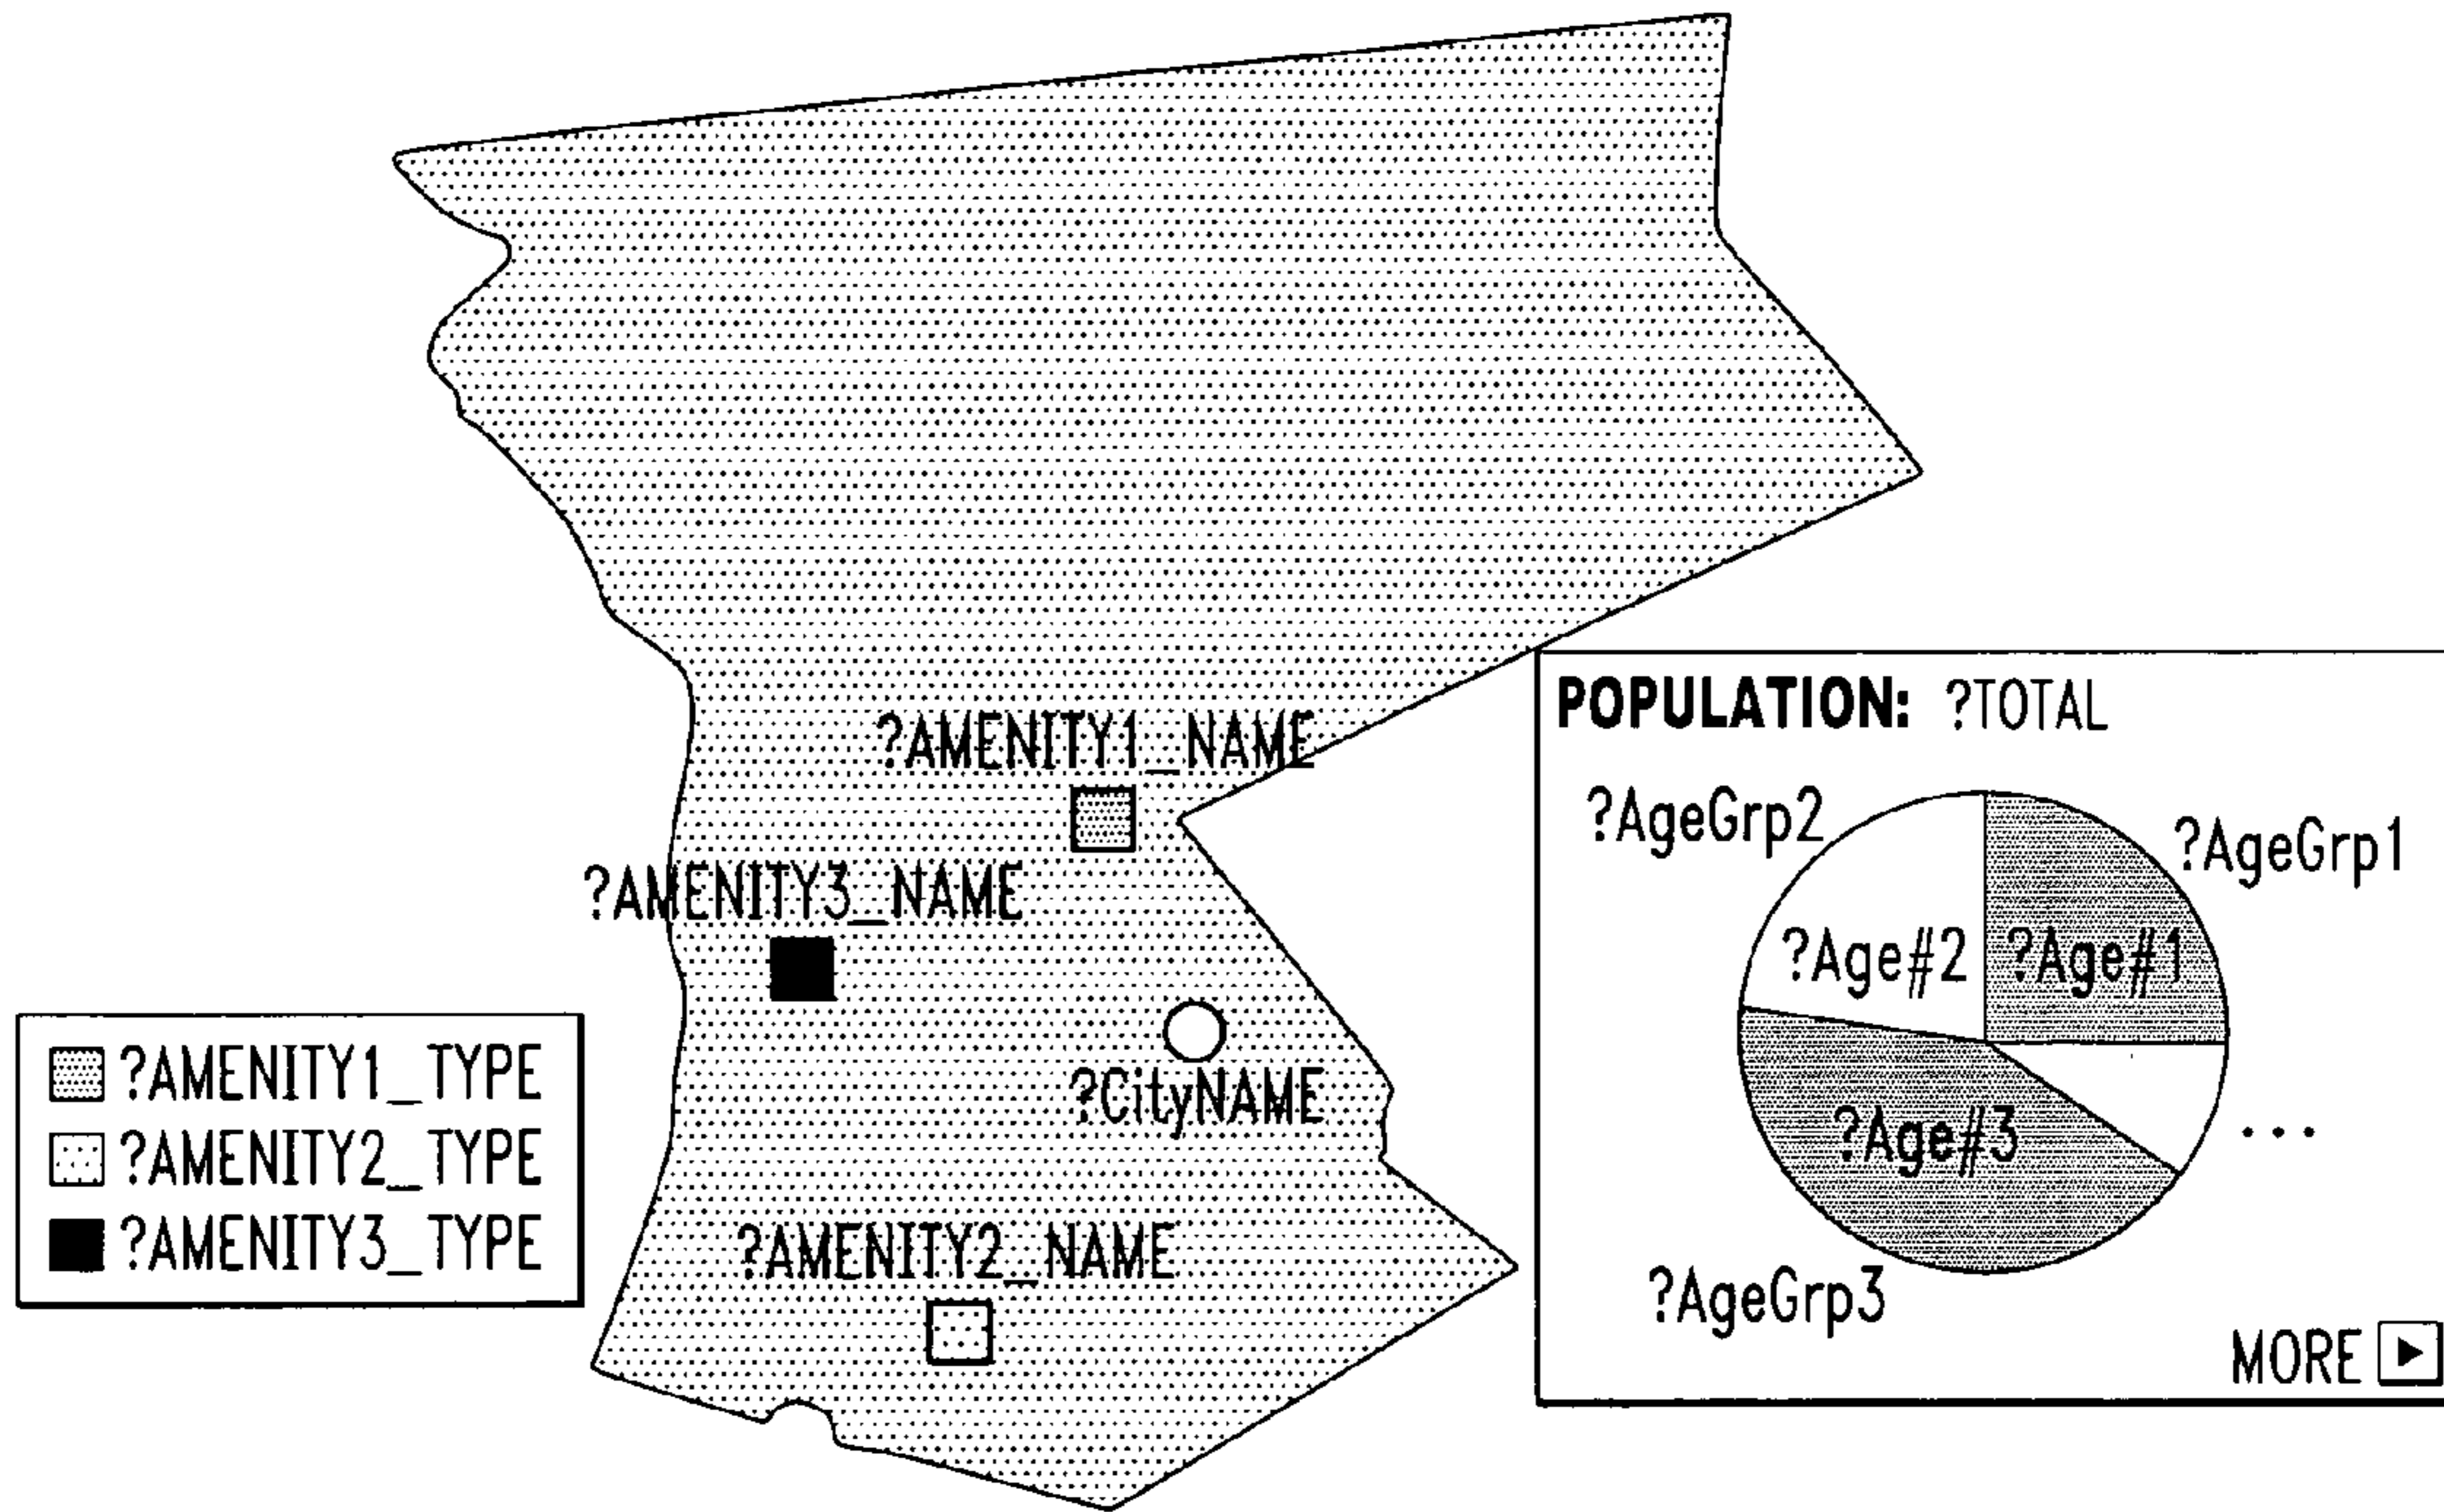 ?AMENITY1_NAME
?AMENITY3_NAME
?CityNAME
?AMENITY2_NAME
?AMENITY1_TYPE
?AMENITY2_TYPE
?AMENITY3_TYPE
POPULATION: ?TOTAL
?AgeGrp2
?AgeGrp1
?Age#2
?Age#1
?Age#3
...
?AgeGrp3
MORE